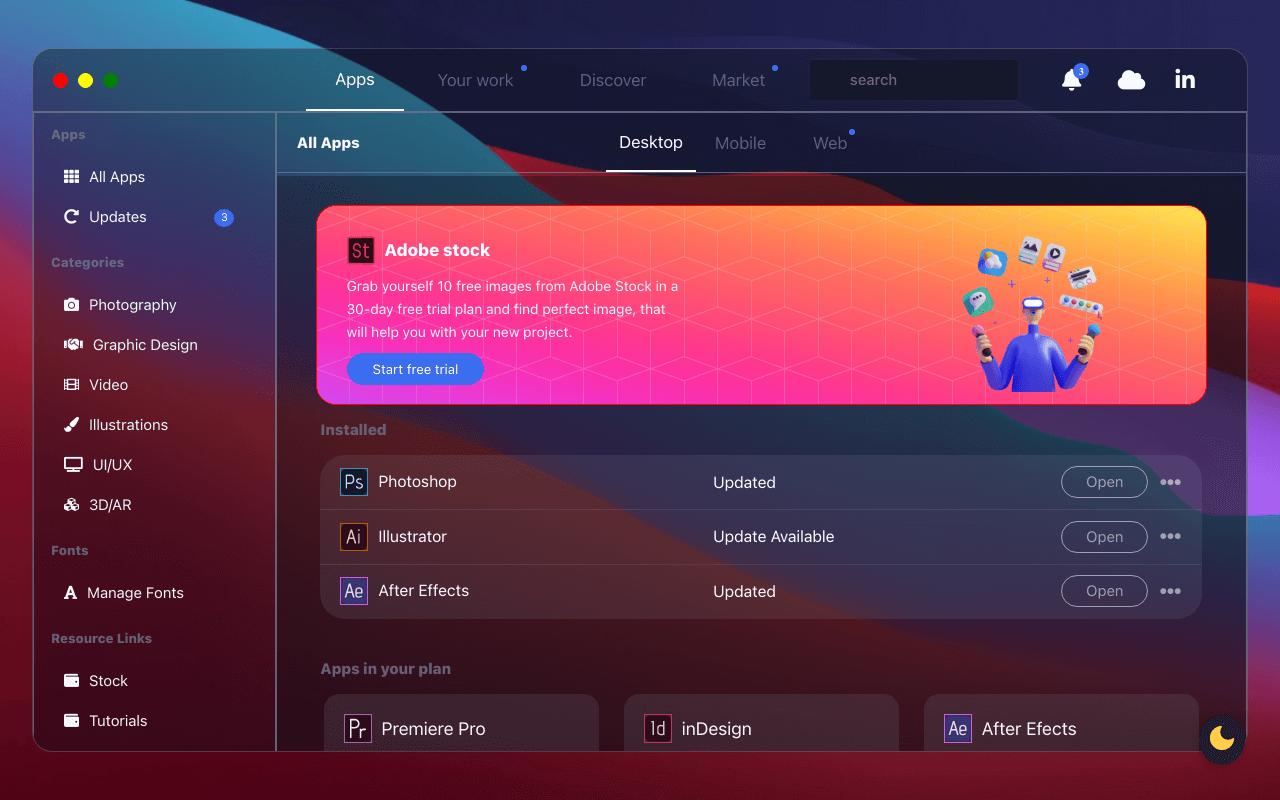 Apps Your work Discover Market search 3 in
Apps
All Apps
Updates 3
Categories
Photography
Graphic Design
Video
Illustrations
UI/UX
3D/AR
Fonts
A Manage Fonts
Resource Links
Stock
Tutorials
All Apps Desktop Mobile Web
St Adobe stock
Grab yourself 10 free images from Adobe Stock in a
30-day free trial plan and find perfect image, that
will help you with your new project.
Start free trial
Installed
Ps Photoshop Updated Open
Ai Illustrator Update Available Open
Ae After Effects Updated Open
Apps in your plan
Pr Premiere Pro Id inDesign Ae After Efects